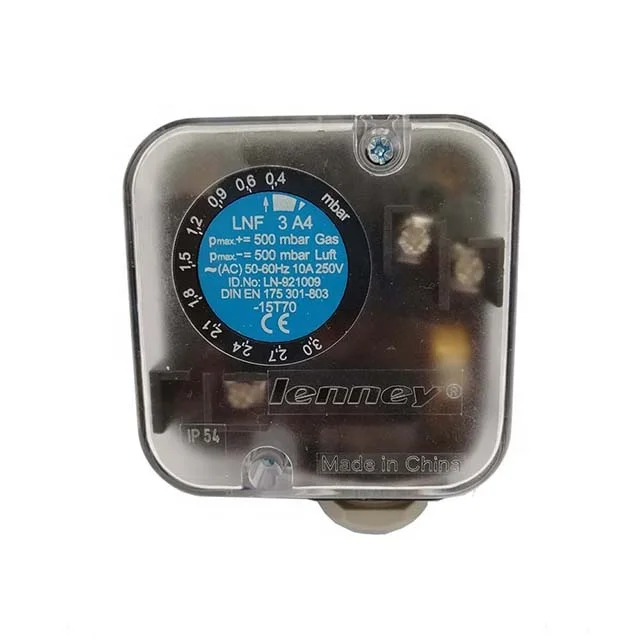 0,4
0,6
0,9
1,2
1,5
1,8
2,1
2,4
2,7
3,0
mbar
LNF 3 A4
pmax.+= 500 mbar Gas
pmax.-= 500 mbar Luft
~(AC) 50-60Hz 10A 250V
ID.No: LN-921009
DIN EN 175 301-803
-15T70
CE
lenney®
IP 54
Made in China